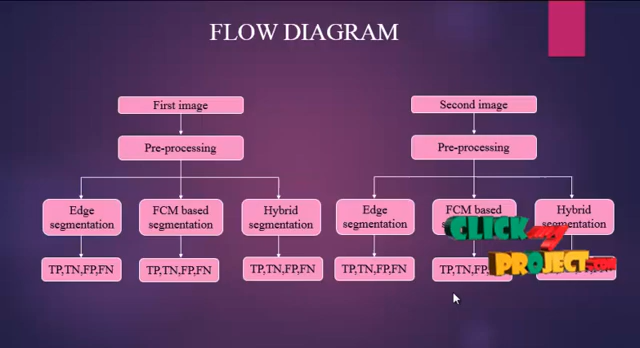 FLOW DIAGRAM
First image
Second image
Pre-processing
Pre-processing
Edge
segmentation
FCM based
segmentation
Hybrid
segmentation
Edge
segmentation
FCM based
Hybrid
segmentation
TP,TN,FP,FN
TP,TN,FP,FN
TP,TN,FP,FN
TP,TN,FP,FN
TP,TN,FP,
CLICK my
PROJECT.com